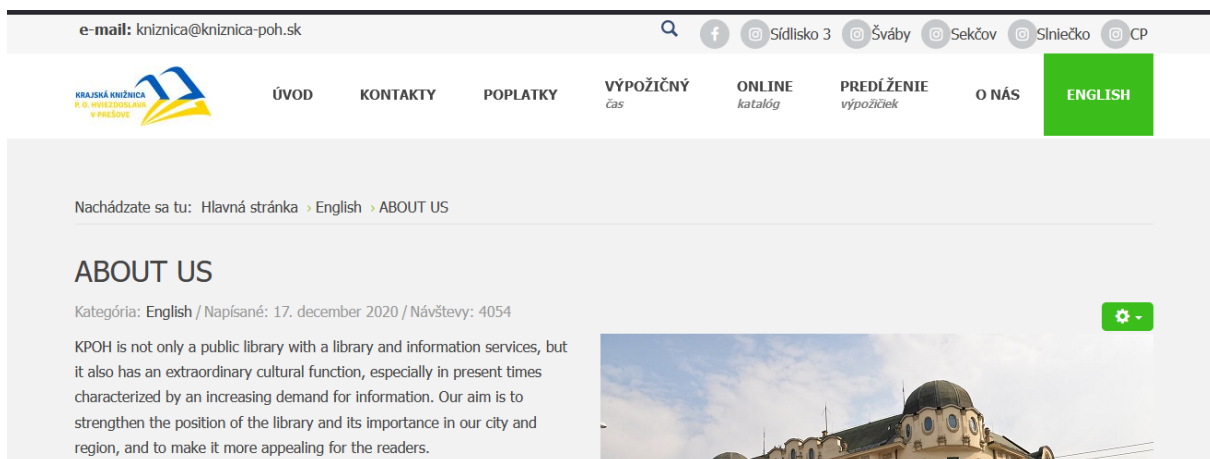 e-mail: kniznica@kniznica-poh.sk
Sídlisko 3 Šváby Sekčov Slniečko CP
KRAJSKÁ KNIŽNICA
P. O. HVIEZDOSLAVA
V PREŠOVE
ÚVOD KONTAKTY POPLATKY VÝPOŽIČNÝ ONLINE PREDĹŽENIE O NÁS ENGLISH
čas katalóg výpožičiek
Nachádzate sa tu: Hlavná stránka › English › ABOUT US
ABOUT US
Kategória: English / Napísané: 17. december 2020 / Návštevy: 4054
KPOH is not only a public library with a library and information services, but
it also has an extraordinary cultural function, especially in present times
characterized by an increasing demand for information. Our aim is to
strengthen the position of the library and its importance in our city and
region, and to make it more appealing for the readers.